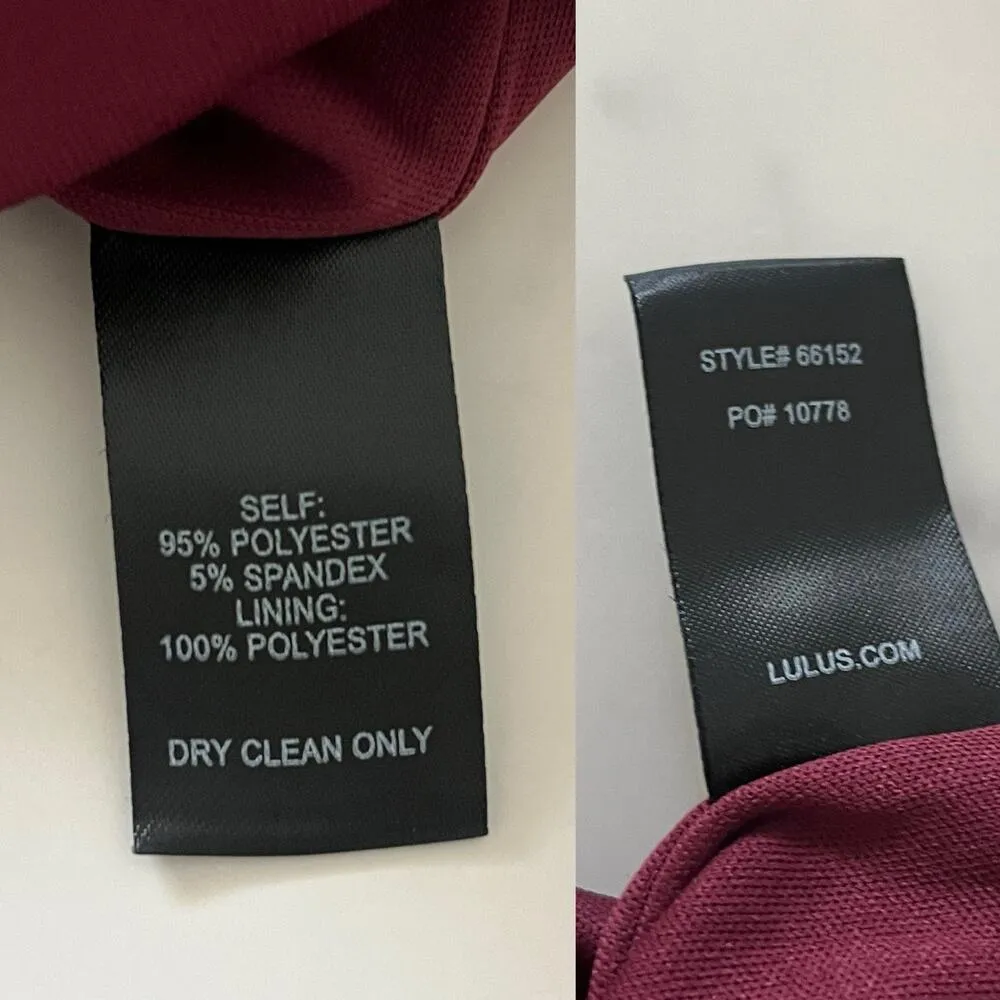 SELF:
95% POLYESTER
5% SPANDEX
LINING:
100% POLYESTER
DRY CLEAN ONLY
STYLE# 66152
PO# 10778
LULUS.COM